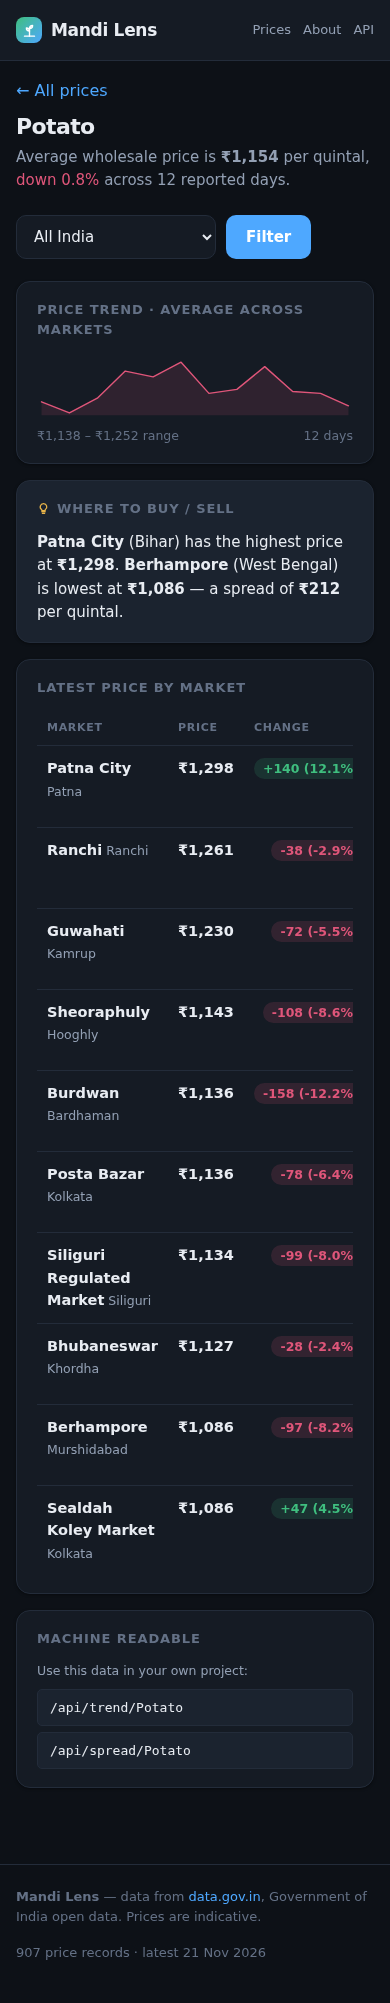 Mandi Lens Prices About API
← All prices
Potato
Average wholesale price is ₹1,154 per quintal,
down 0.8% across 12 reported days.
All India Filter
PRICE TREND · AVERAGE ACROSS
MARKETS
₹1,138 – ₹1,252 range 12 days
WHERE TO BUY / SELL
Patna City (Bihar) has the highest price
at ₹1,298. Berhampore (West Bengal)
is lowest at ₹1,086 — a spread of ₹212
per quintal.
LATEST PRICE BY MARKET
MARKET PRICE CHANGE
Patna City ₹1,298 +140 (12.1%
Patna
Ranchi Ranchi ₹1,261 -38 (-2.9%
Guwahati ₹1,230 -72 (-5.5%
Kamrup
Sheoraphuly ₹1,143 -108 (-8.6%
Hooghly
Burdwan ₹1,136 -158 (-12.2%
Bardhaman
Posta Bazar ₹1,136 -78 (-6.4%
Kolkata
Siliguri ₹1,134 -99 (-8.0%
Regulated
Market Siliguri
Bhubaneswar ₹1,127 -28 (-2.4%
Khordha
Berhampore ₹1,086 -97 (-8.2%
Murshidabad
Sealdah ₹1,086 +47 (4.5%
Koley Market
Kolkata
MACHINE READABLE
Use this data in your own project:
/api/trend/Potato
/api/spread/Potato
Mandi Lens — data from data.gov.in, Government of
India open data. Prices are indicative.
907 price records · latest 21 Nov 2026